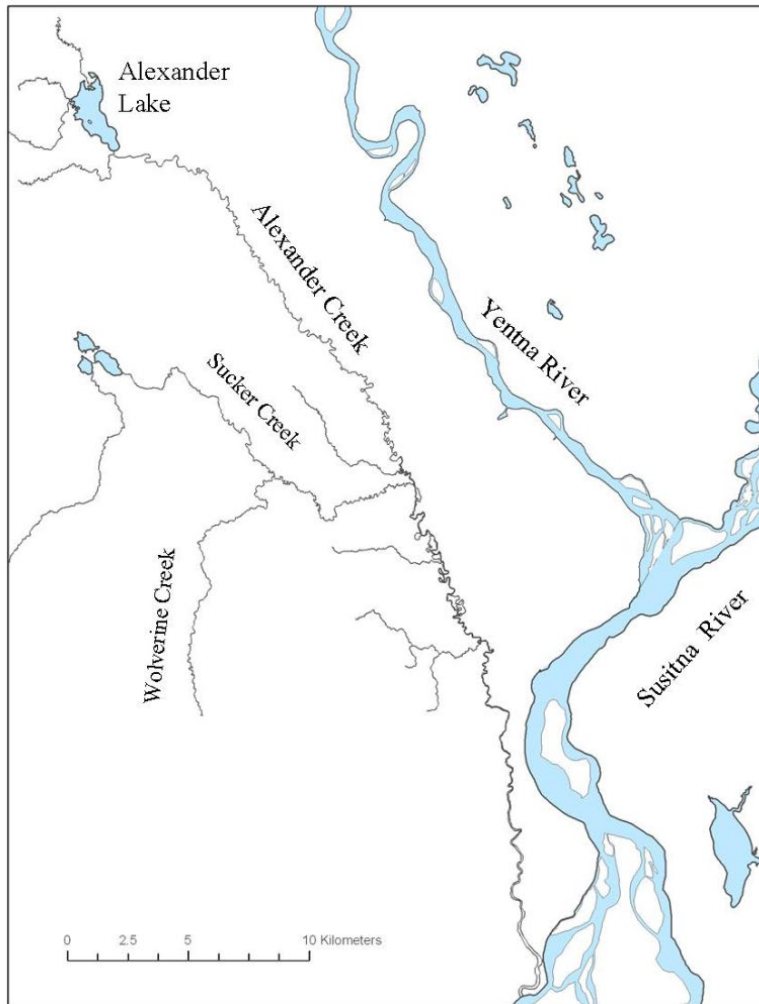 Alexander
Lake
Alexander Creek
Yentna River
Sucker Creek
Wolverine Creek
Susitna River
0 2.5 5 10 Kilometers